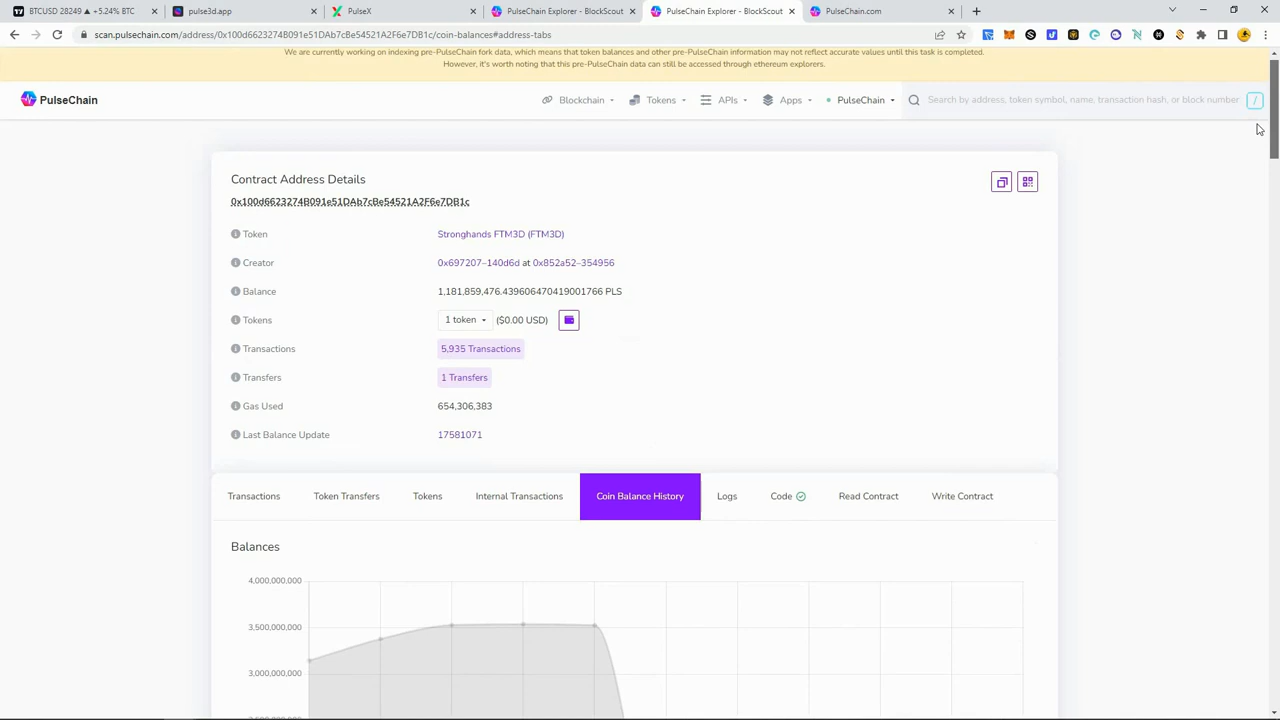 BTCUSD 28249 ▲ +5.24% BTC
pulse3d.app
PulseX
PulseChain Explorer - BlockScout
PulseChain Explorer - BlockScout
PulseChain.com
scan.pulsechain.com/address/0x100d6623274B091e51DAb7cBe54521A2F6e7DB1c/coin-balances#address-tabs
We are currently working on indexing pre-PulseChain fork data, which means that token balances and other pre-PulseChain information may not reflect accurate values until this task is completed.
However, it's worth noting that this pre-PulseChain data can still be accessed through ethereum explorers.
PulseChain
Blockchain
Tokens
APIs
Apps
PulseChain
Search by address, token symbol, name, transaction hash, or block number
/
Contract Address Details
0x100d6623274B091e51DAb7cBe54521A2F6e7DB1c
Token Stronghands FTM3D (FTM3D)
Creator 0x697207–140d6d at 0x852a52–354956
Balance 1,181,859,476.439606470419001766 PLS
Tokens 1 token ($0.00 USD)
Transactions 5,935 Transactions
Transfers 1 Transfers
Gas Used 654,306,383
Last Balance Update 17581071
Transactions
Token Transfers
Tokens
Internal Transactions
Coin Balance History
Logs
Code
Read Contract
Write Contract
Balances
4,000,000,000
3,500,000,000
3,000,000,000